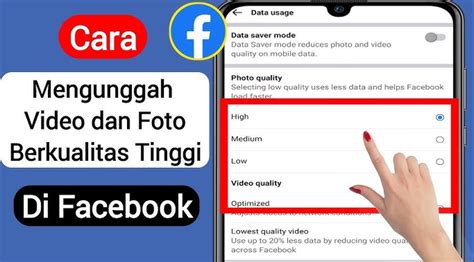 Cara
Mengunggah
Video dan Foto
Berkualitas Tinggi
Di Facebook
Data usage
Data saver mode
Data Saver mode reduces photo and video
quality on mobile data.
Photo quality
Selecting low quality uses less data and helps Facebook
load faster.
High
Medium
Low
Video quality
Optimized
Adjusts videos to network conditions
Lowest quality video
Use up to 20% less data by reducing video quality